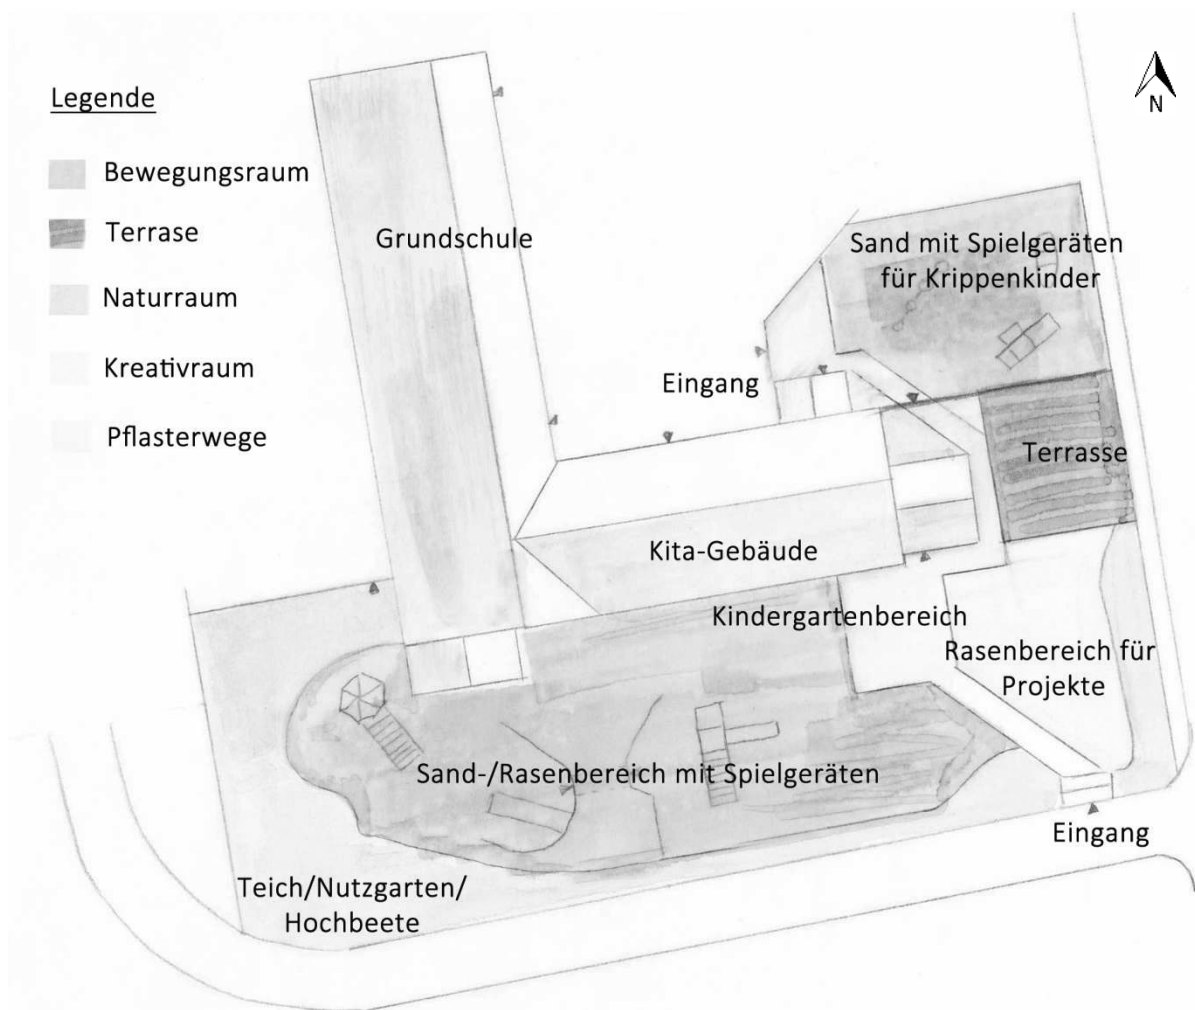 Legende
Bewegungsraum
Terrase
Naturraum
Kreativraum
Pflasterwege
N
Grundschule
Sand mit Spielgeräten
für Krippenkinder
Eingang
Terrasse
Kita-Gebäude
Kindergartenbereich
Rasenbereich für
Projekte
Sand-/Rasenbereich mit Spielgeräten
Eingang
Teich/Nutzgarten/
Hochbeete